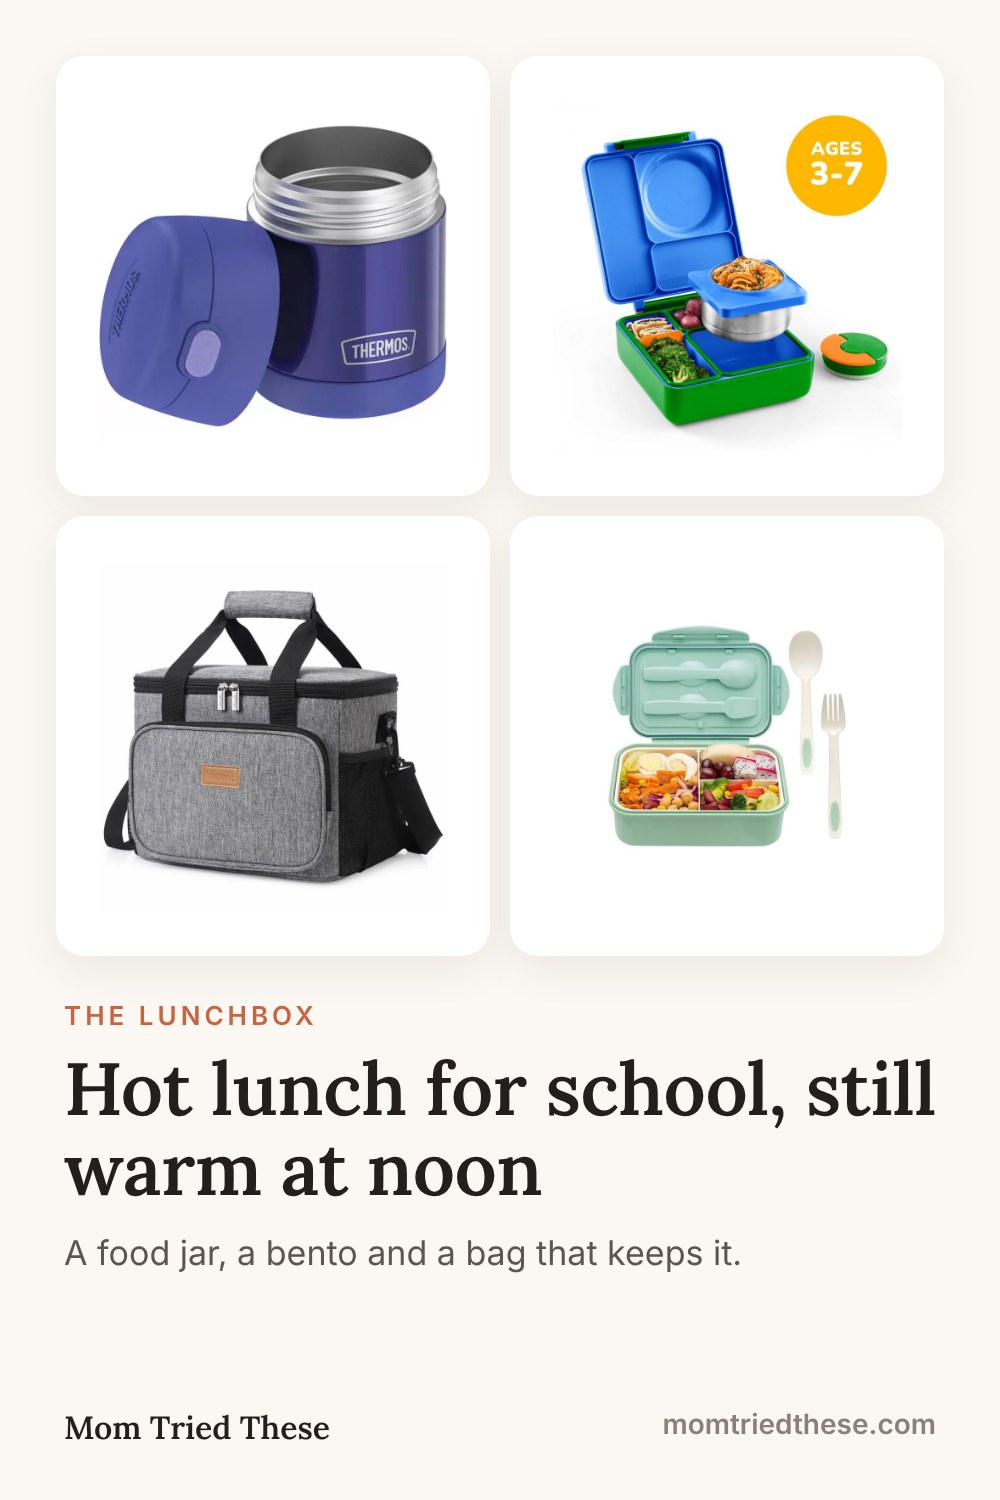 THERMOS
THERMOS
AGES
3-7
THE LUNCHBOX
Hot lunch for school, still
warm at noon
A food jar, a bento and a bag that keeps it.
Mom Tried These
momtriedthese.com